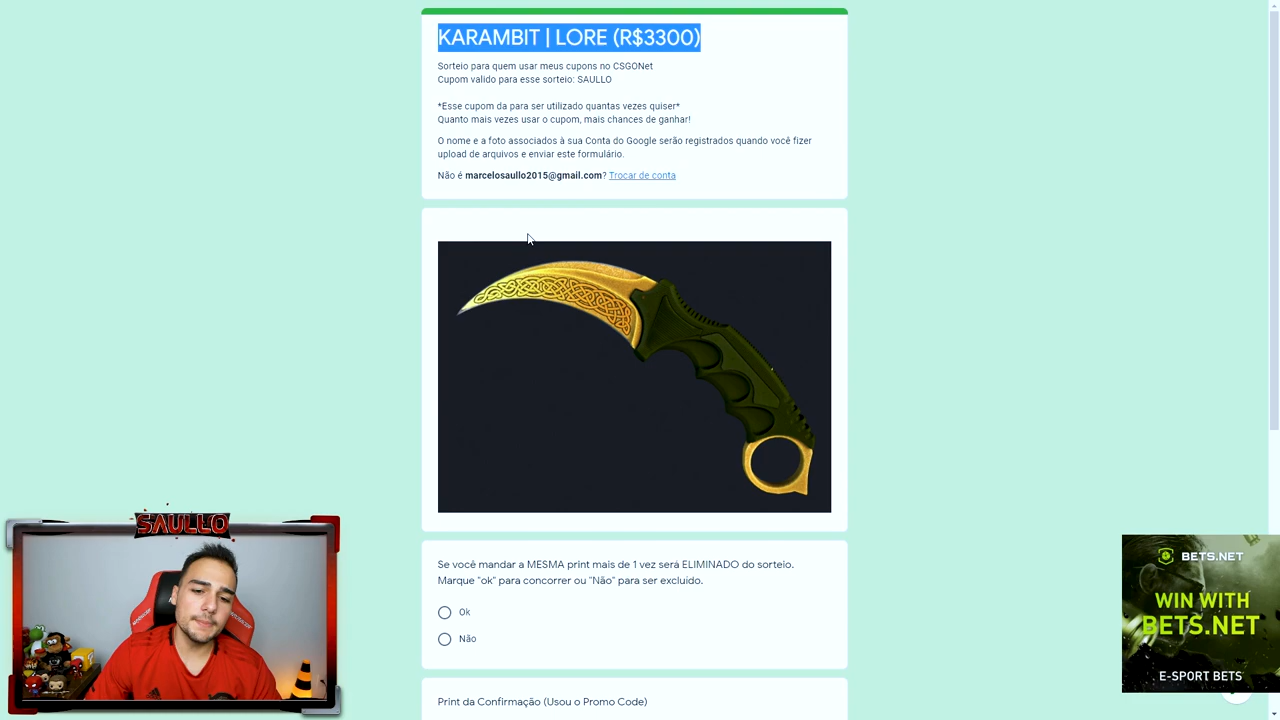 KARAMBIT | LORE (R$3300)
Sorteio para quem usar meus cupons no CSGONet
Cupom valido para esse sorteio: SAULLO
*Esse cupom da para ser utilizado quantas vezes quiser*
Quanto mais vezes usar o cupom, mais chances de ganhar!
O nome e a foto associados à sua Conta do Google serão registrados quando você fizer
upload de arquivos e enviar este formulário.
Não é marcelosaullo2015@gmail.com? Trocar de conta
Se você mandar a MESMA print mais de 1 vez será ELIMINADO do sorteio.
Marque "ok" para concorrer ou "Não" para ser excluido.
Ok
Não
Print da Confirmação (Usou o Promo Code)
SAULLO
BETS.NET
WIN WITH
BETS.NET
E-SPORT BETS